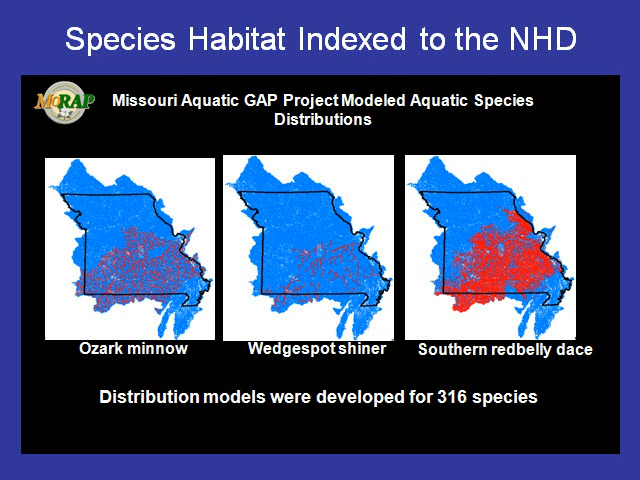 Species Habitat Indexed to the NHD
MoRAP
Missouri Aquatic GAP Project Modeled Aquatic Species
Distributions
Ozark minnow
Wedgespot shiner
Southern redbelly dace
Distribution models were developed for 316 species